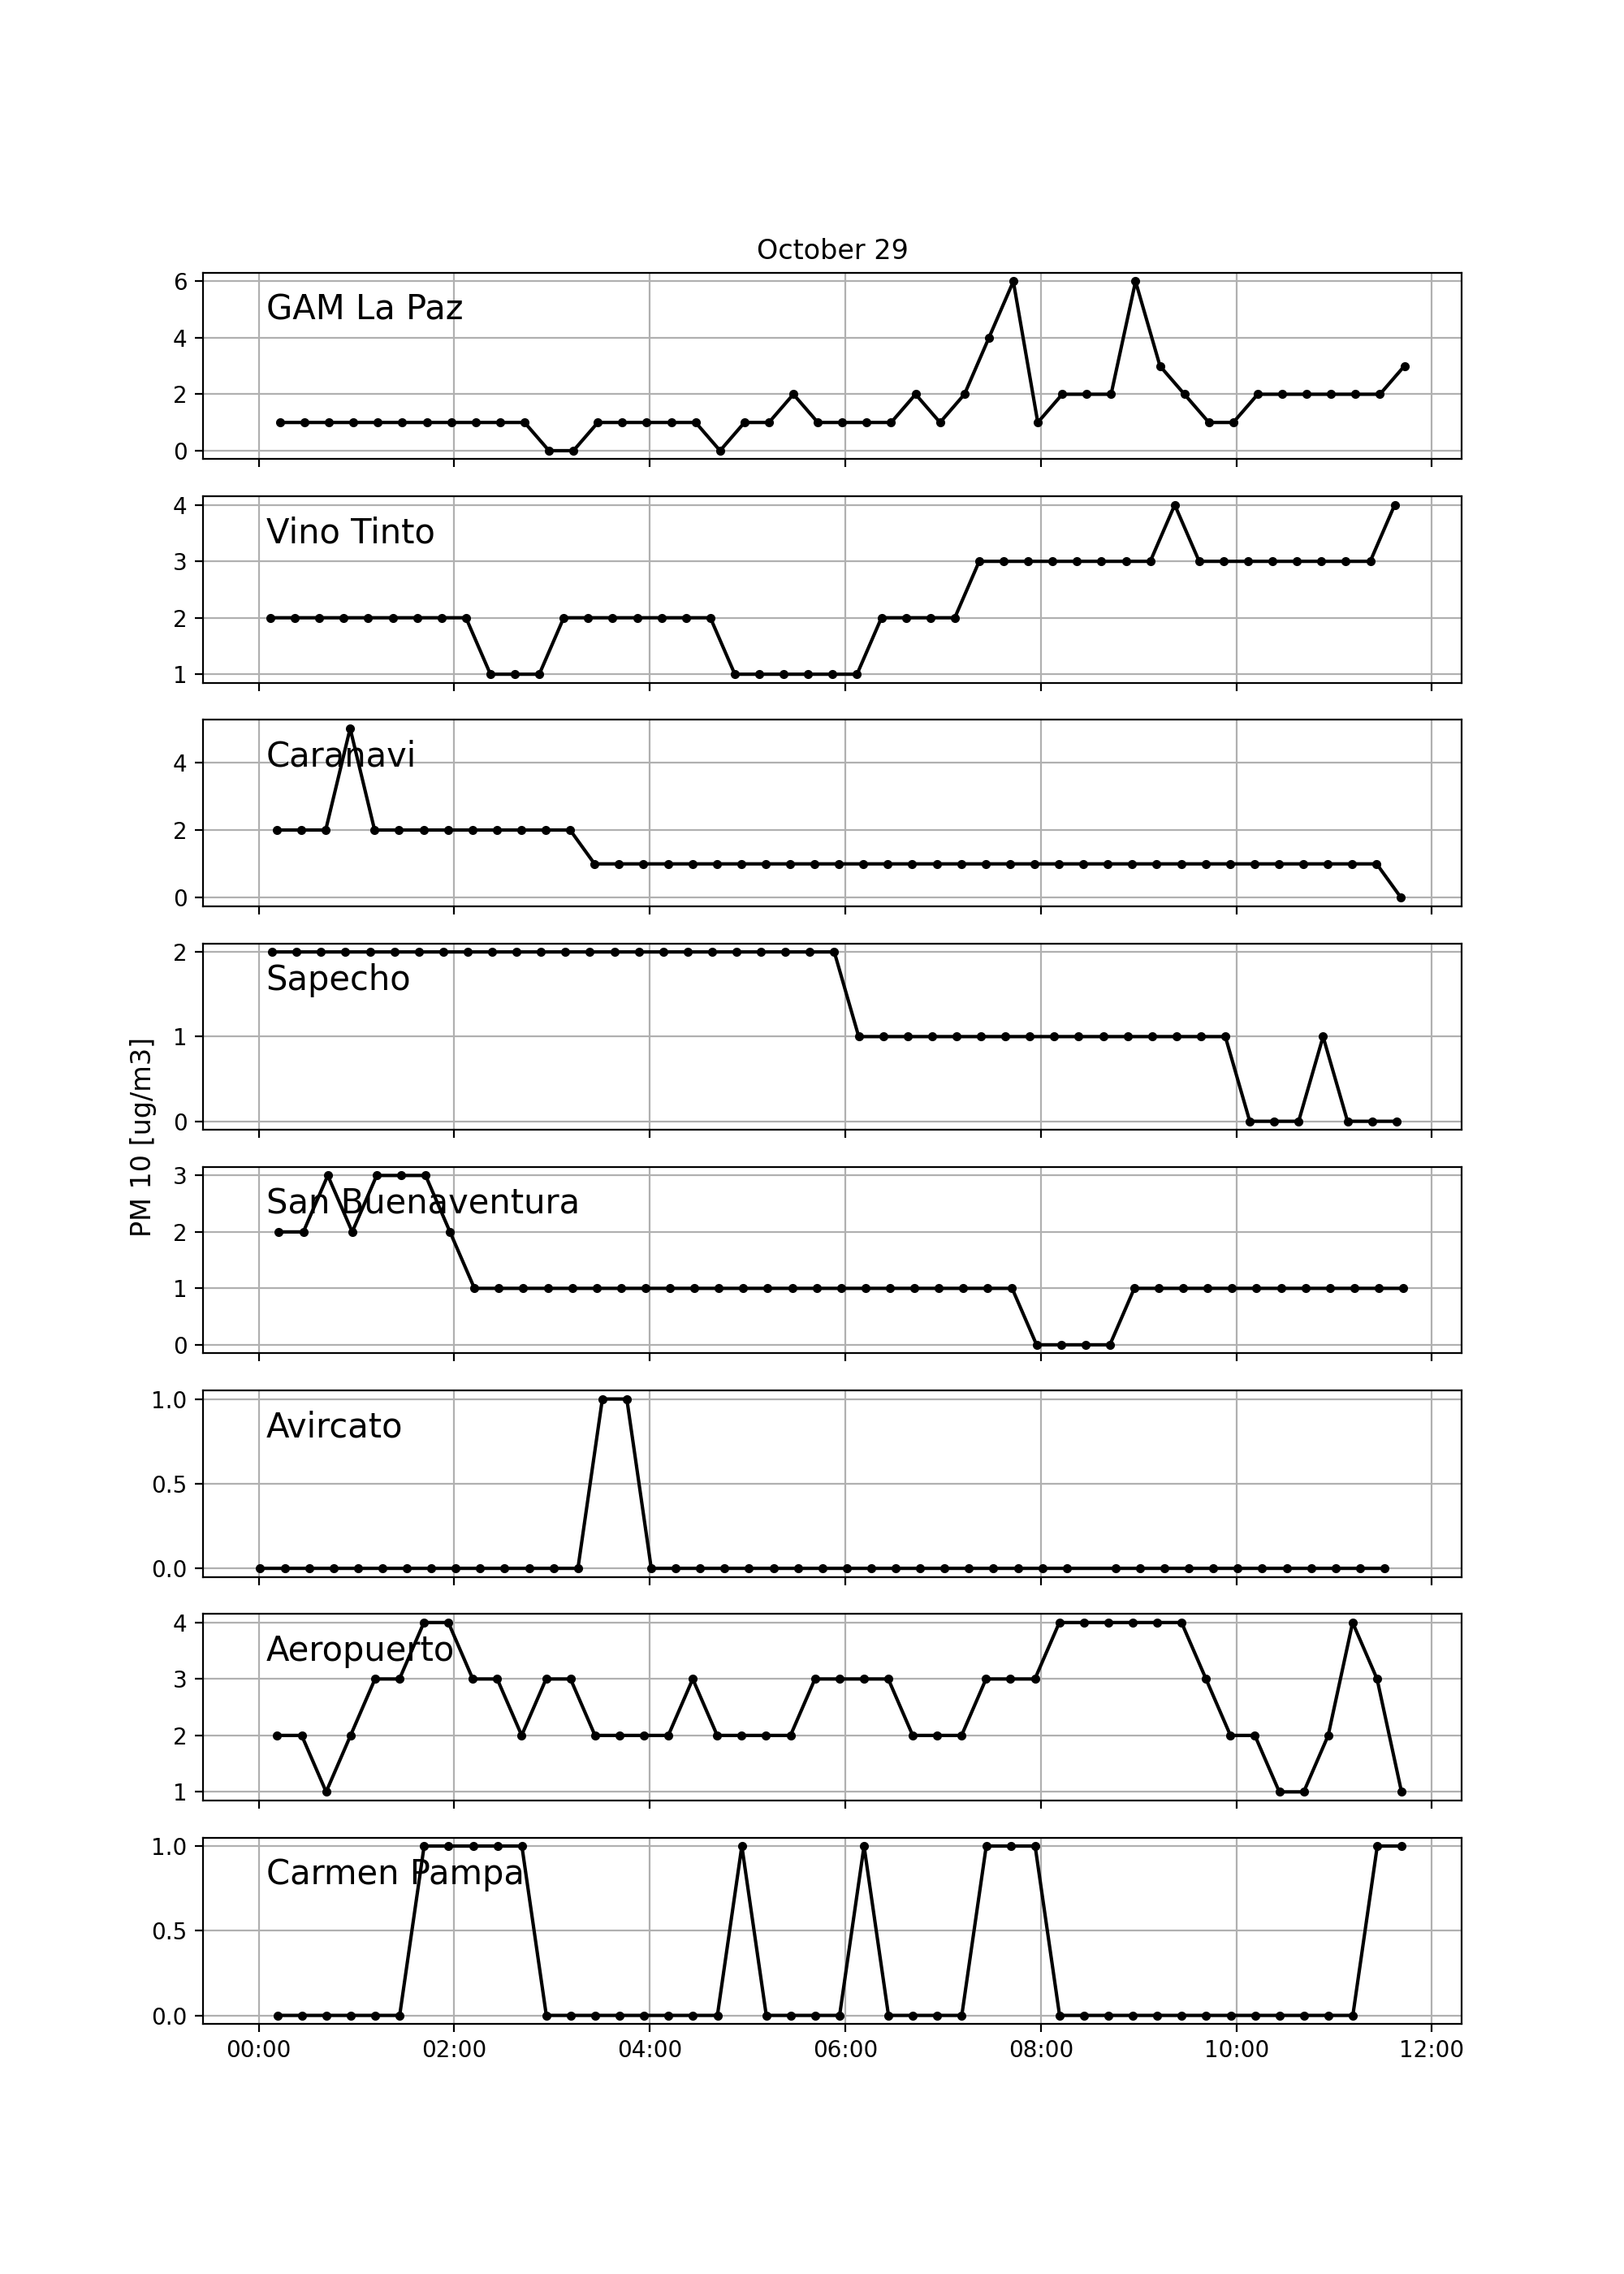 October 29
6
GAM La Paz
4
2
0
4
Vino Tinto
3
2
1
Caranavi
4
2
0
2
Sapecho
1
0
PM 10 [ug/m3]
3
San Buenaventura
2
1
0
1.0
Avircato
0.5
0.0
4
Aeropuerto
3
2
1
1.0
Carmen Pampa
0.5
0.0
00:00 02:00 04:00 06:00 08:00 10:00 12:00